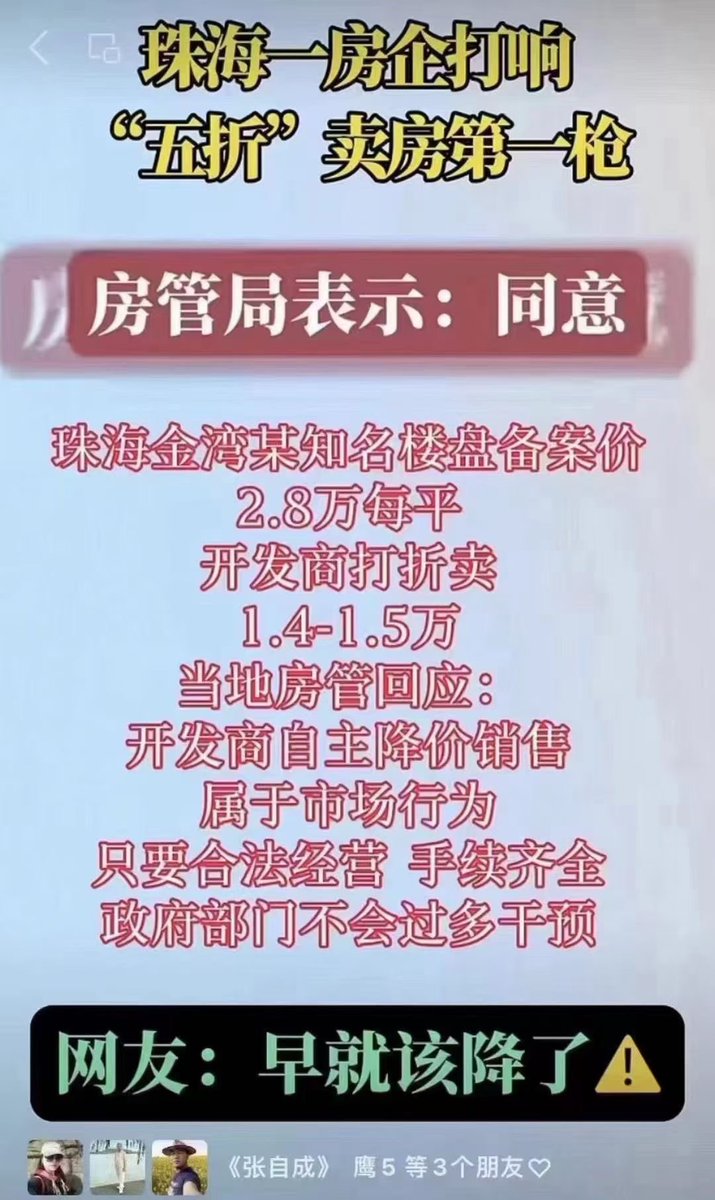 珠海一房企打响
“五折”卖房第一枪
房管局表示：同意
珠海金湾某知名楼盘备案价
2.8万每平
开发商打折卖
1.4-1.5万
当地房管回应：
开发商自主降价销售
属于市场行为
只要合法经营 手续齐全
政府部门不会过多干预
网友：早就该降了
《张自成》 鹰5 等3个朋友♡